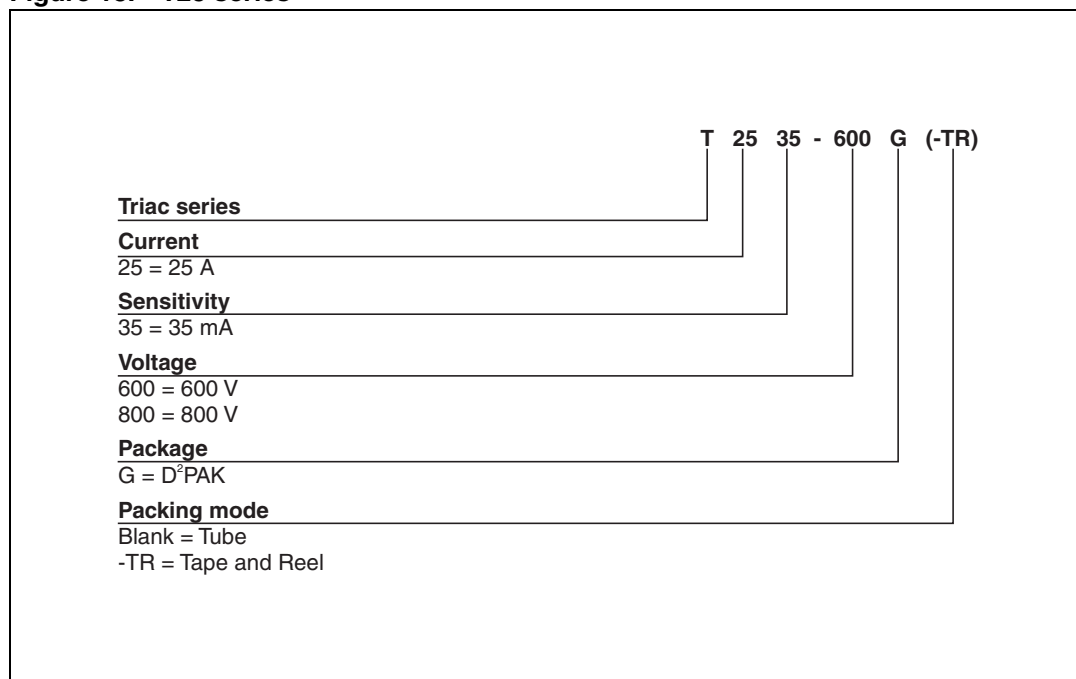 T 25 35 - 600 G (-TR)
Triac series
Current
25 = 25 A
Sensitivity
35 = 35 mA
Voltage
600 = 600 V
800 = 800 V
Package
G = D²PAK
Packing mode
Blank = Tube
-TR = Tape and Reel